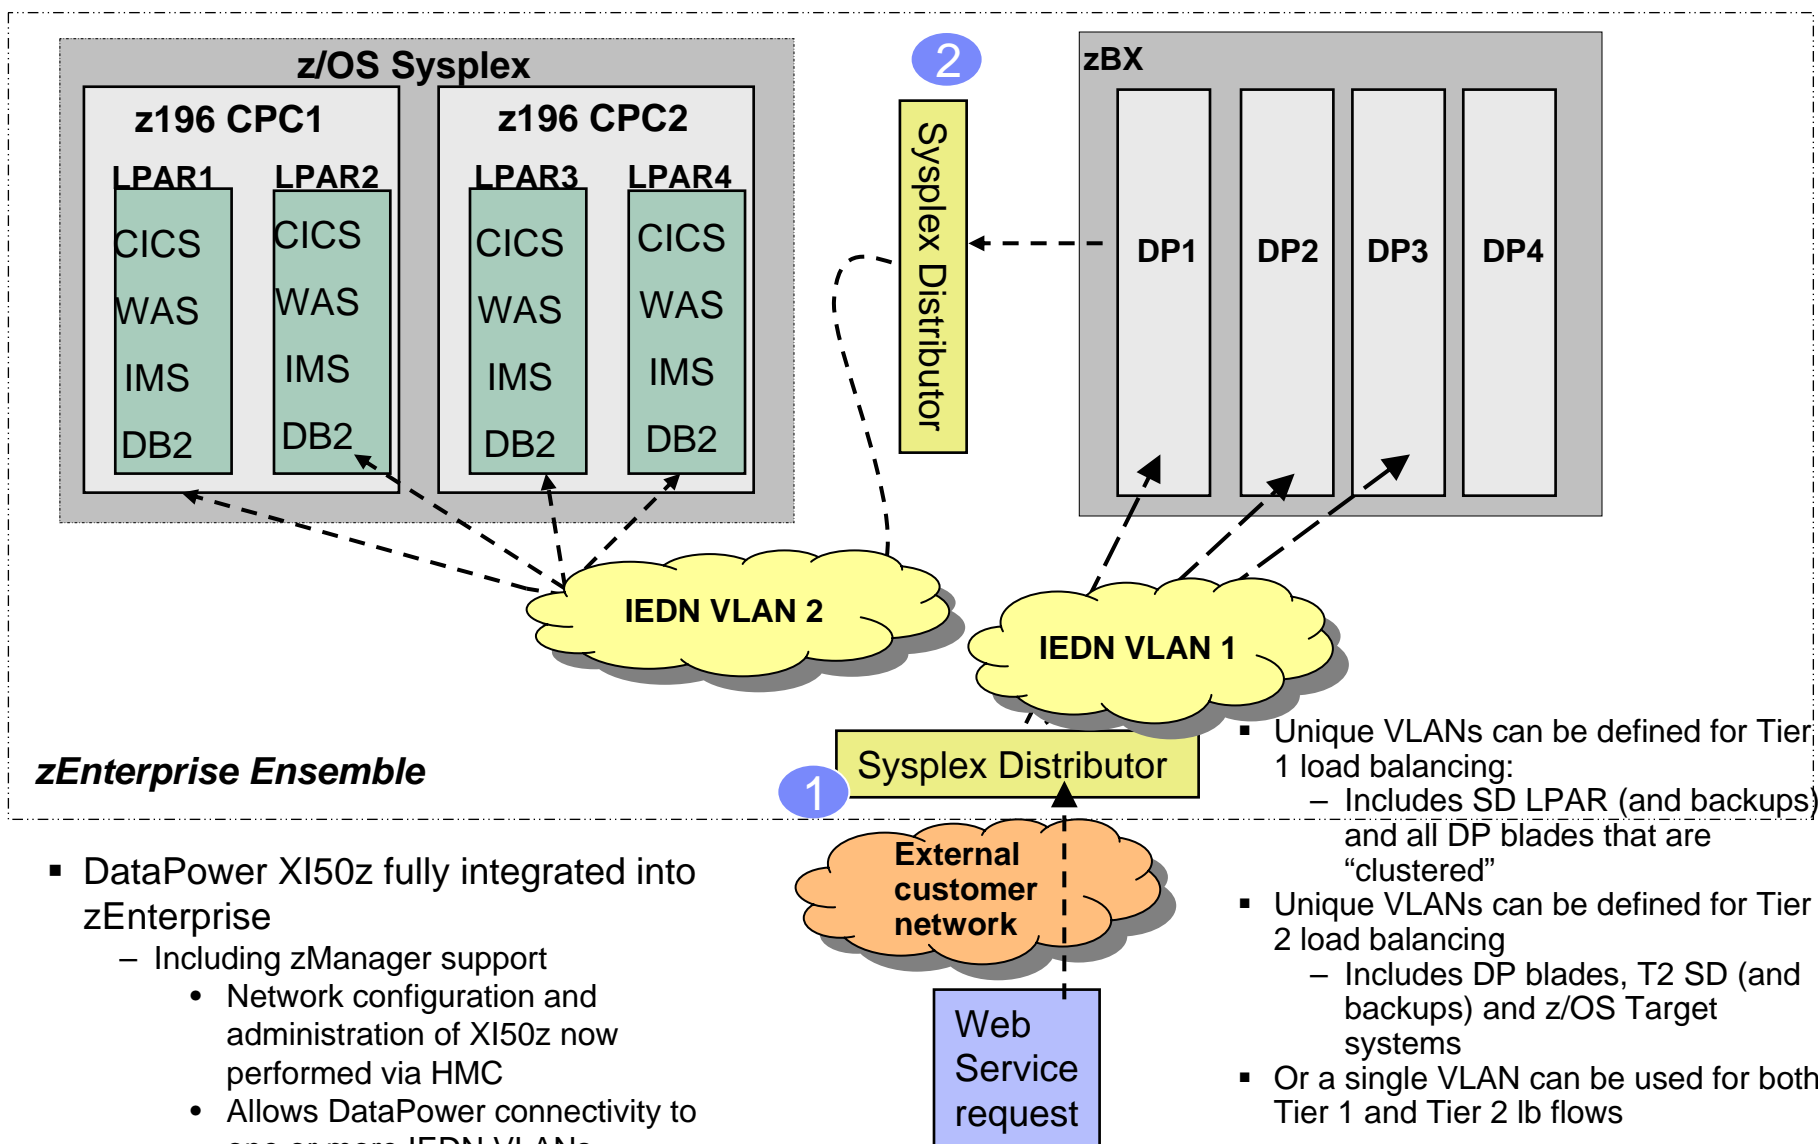 z/OS Sysplex
z196 CPC1
LPAR1
LPAR2
CICS
WAS
IMS
DB2
CICS
WAS
IMS
DB2
z196 CPC2
LPAR3
LPAR4
CICS
WAS
IMS
DB2
CICS
WAS
IMS
DB2
2
Sysplex Distributor
zBX
DP1
DP2
DP3
DP4
IEDN VLAN 2
IEDN VLAN 1
zEnterprise Ensemble
Sysplex Distributor
1
External
customer
network
Web
Service
request
▪ DataPower XI50z fully integrated into
zEnterprise
– Including zManager support
• Network configuration and
administration of XI50z now
performed via HMC
• Allows DataPower connectivity to
one or more IEDN VLANs
▪ Unique VLANs can be defined for Tier
1 load balancing:
– Includes SD LPAR (and backups)
and all DP blades that are
“clustered”
▪ Unique VLANs can be defined for Tier
2 load balancing
– Includes DP blades, T2 SD (and
backups) and z/OS Target
systems
▪ Or a single VLAN can be used for both
Tier 1 and Tier 2 lb flows